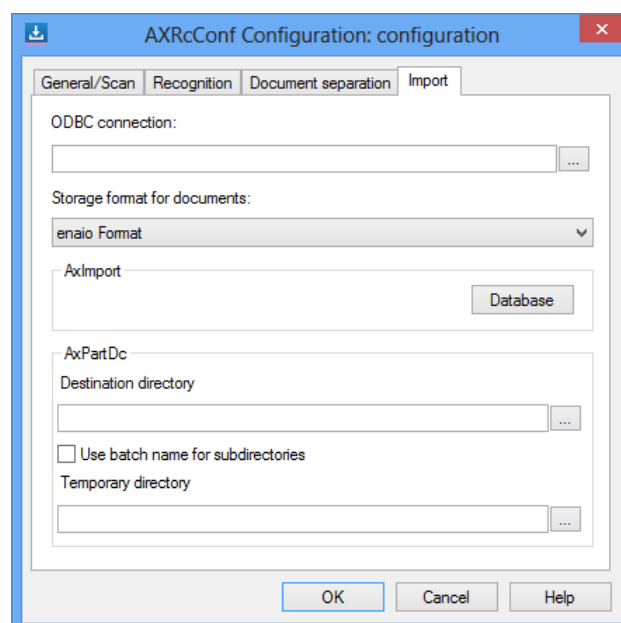 AXRcConf Configuration: configuration
General/Scan Recognition Document separation Import
ODBC connection:
...
Storage format for documents:
enaio Format
AxImport
Database
AxPartDc
Destination directory
...
Use batch name for subdirectories
Temporary directory
...
OK Cancel Help